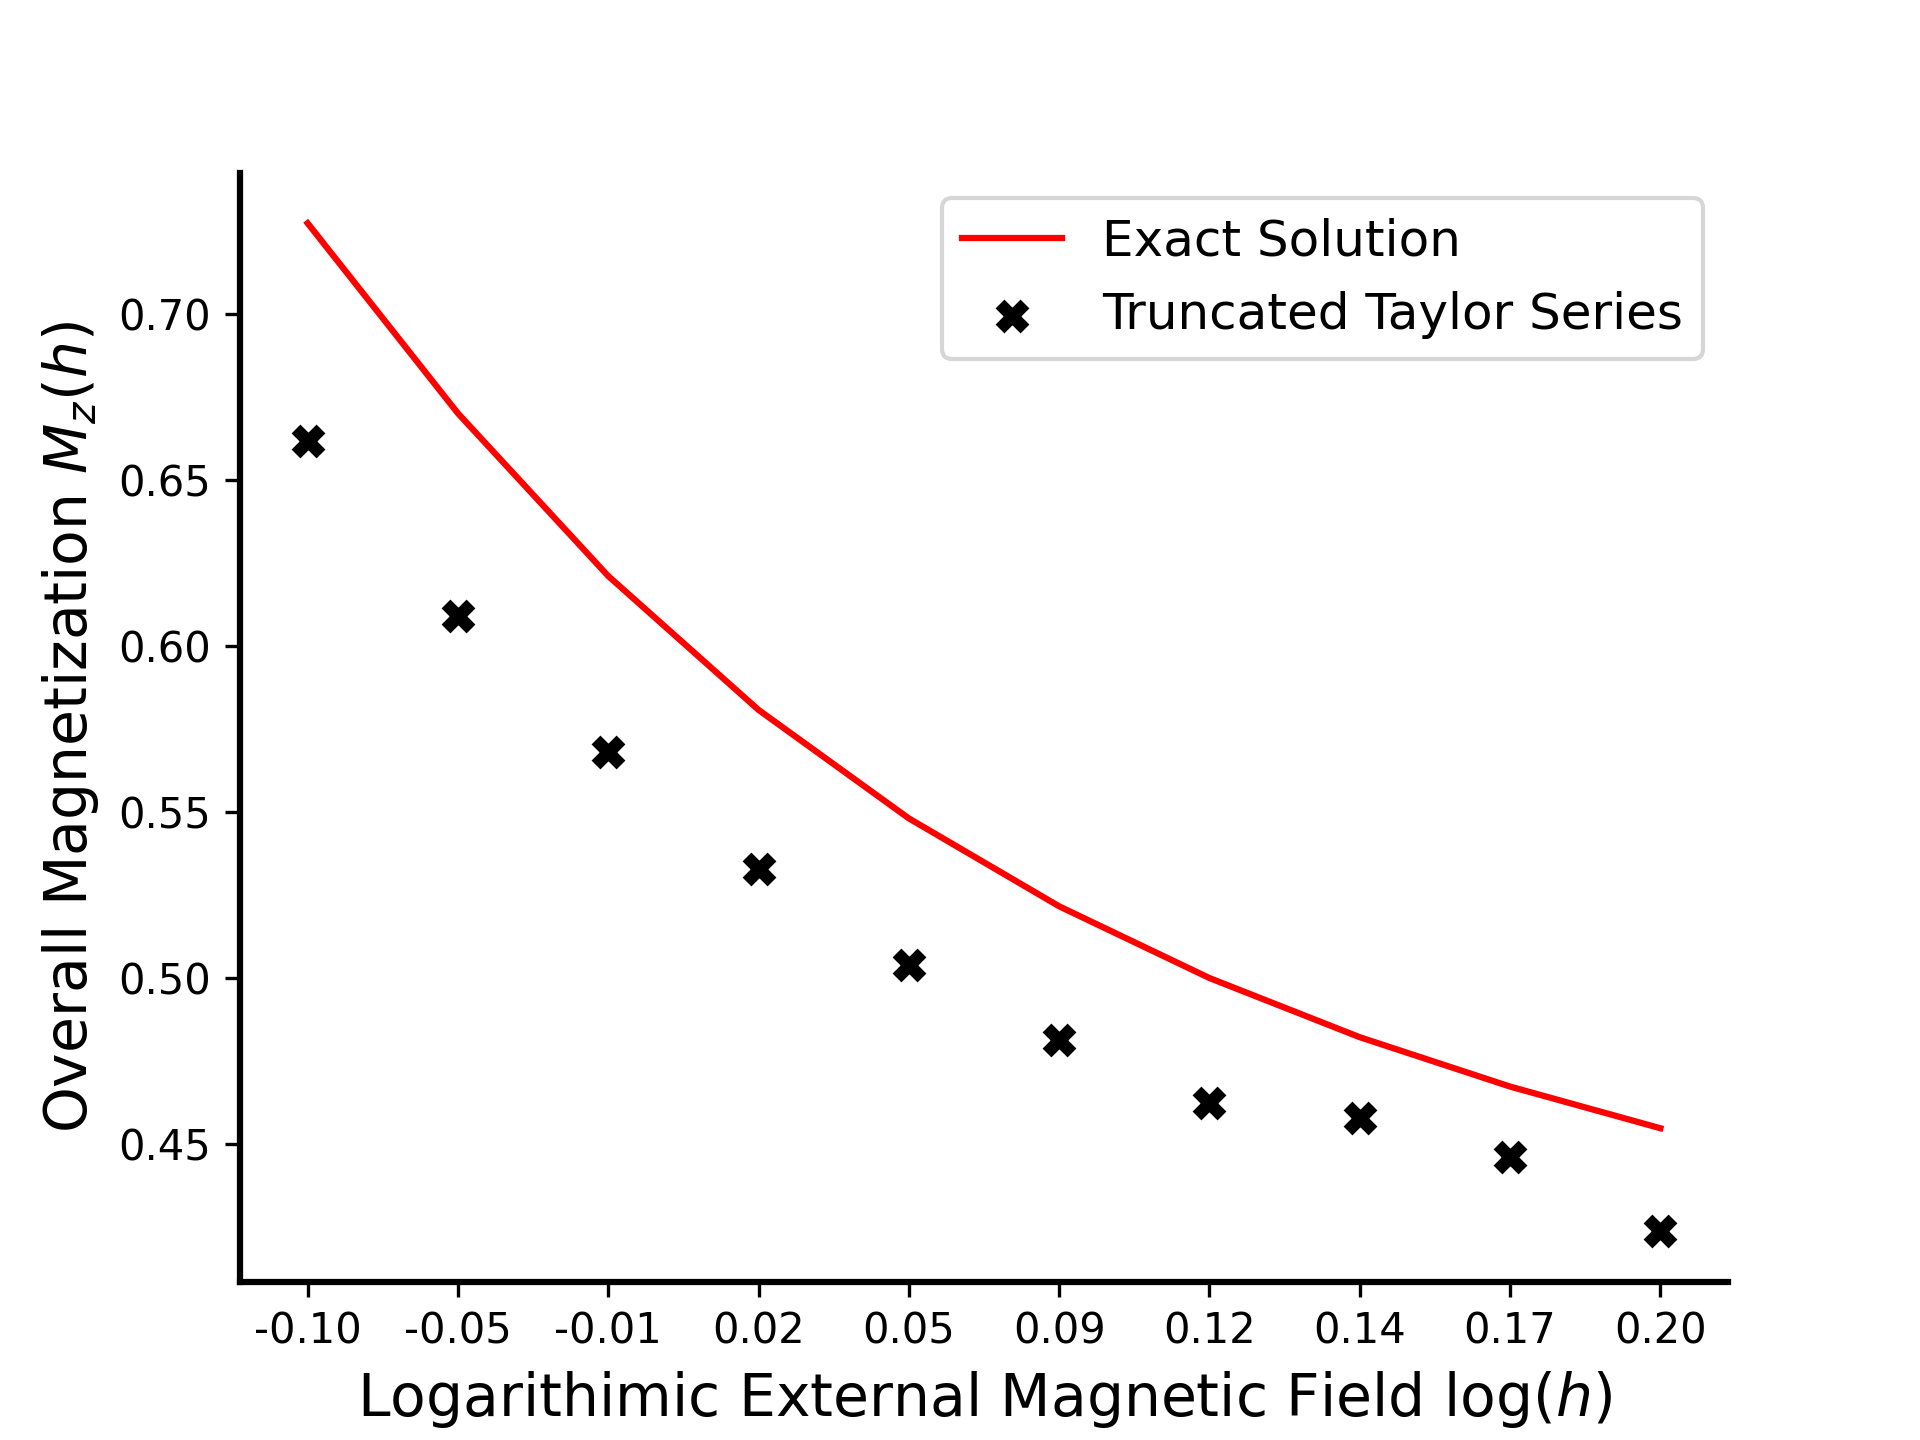 Exact Solution
Truncated Taylor Series
Overall Magnetization M_z(h)
0.70
0.65
0.60
0.55
0.50
0.45
-0.10 -0.05 -0.01 0.02 0.05 0.09 0.12 0.14 0.17 0.20
Logarithimic External Magnetic Field log(h)